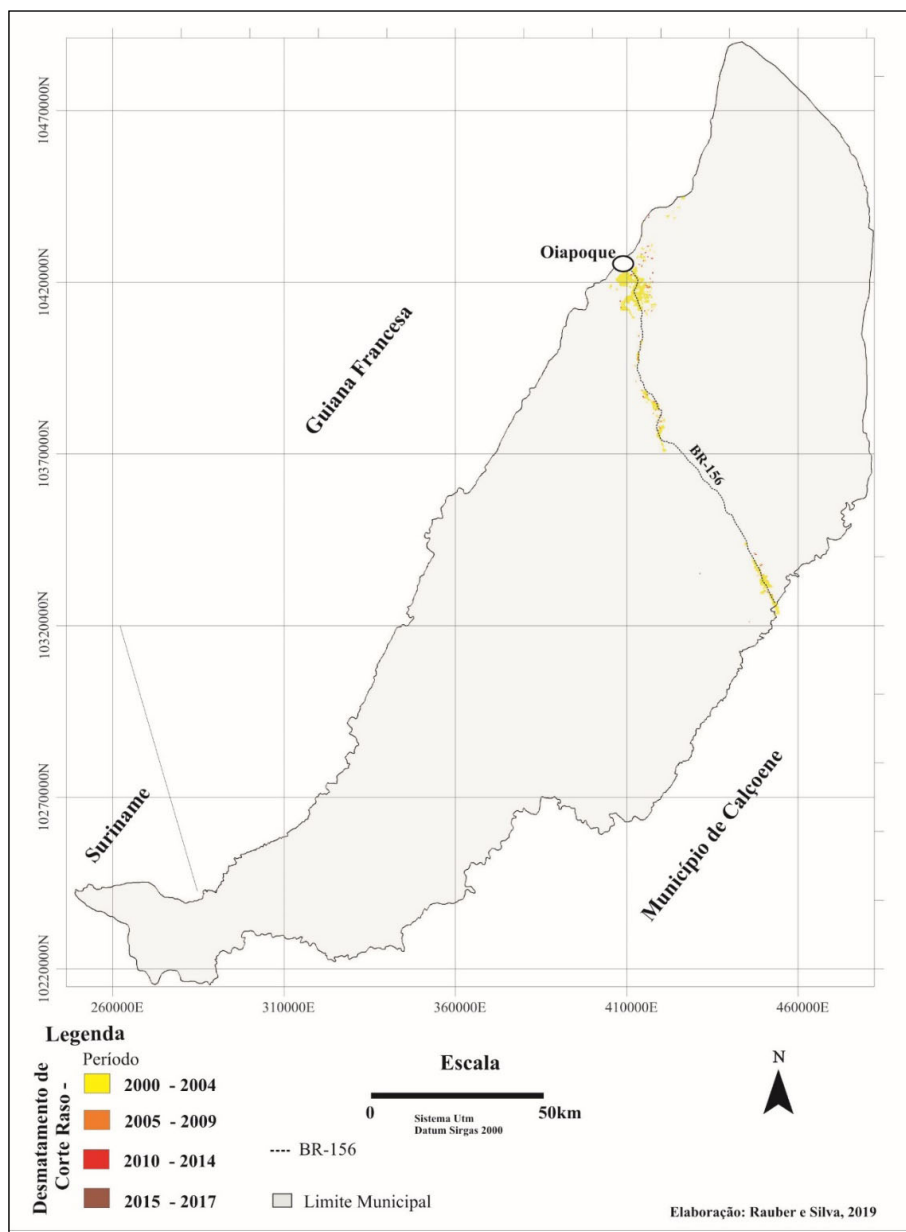 10470000N
Oiapoque
10420000N
Guiana Francesa
10370000N
BR-156
10320000N
Suriname
10270000N
Município de Calçoene
10220000N
260000E 310000E 360000E 410000E 460000E
Legenda
Desmatamento de
Corte Raso -
Período
2000 - 2004
2005 - 2009
2010 - 2014
2015 - 2017
Escala
0 50km
Sistema Utm
Datum Sirgas 2000
N
BR-156
Limite Municipal
Elaboração: Rauber e Silva, 2019